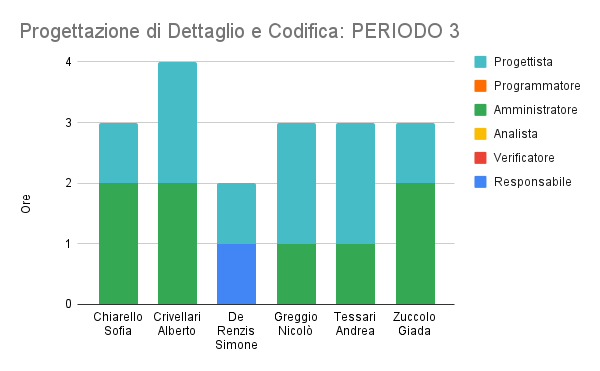 Progettazione di Dettaglio e Codifica: PERIODO 3
Ore
4
3
2
1
0
Chiarello
Sofia
Crivellari
Alberto
De
Renzis
Simone
Greggio
Nicolò
Tessari
Andrea
Zuccolo
Giada
Progettista
Programmatore
Amministratore
Analista
Verificatore
Responsabile